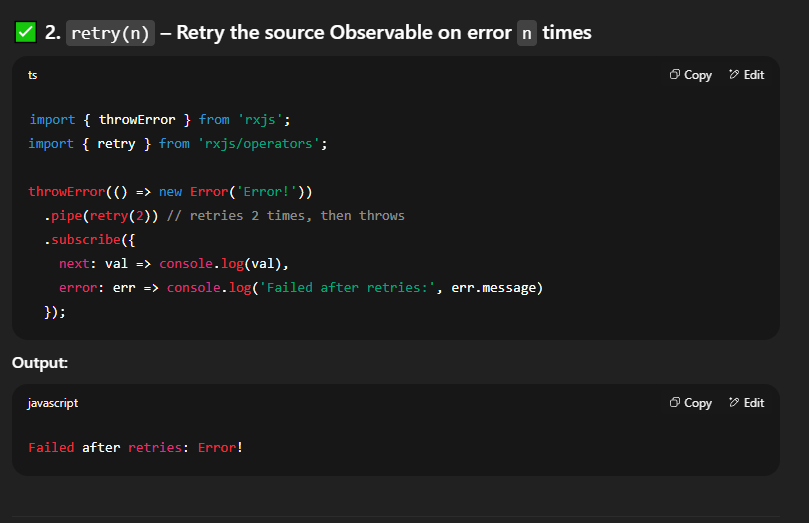 ✅ 2. retry(n) – Retry the source Observable on error n times
ts
Copy
Edit
import { throwError } from 'rxjs';
import { retry } from 'rxjs/operators';
throwError(() => new Error('Error!'))
  .pipe(retry(2)) // retries 2 times, then throws
  .subscribe({
    next: val => console.log(val),
    error: err => console.log('Failed after retries:', err.message)
  });
Output:
javascript
Copy
Edit
Failed after retries: Error!